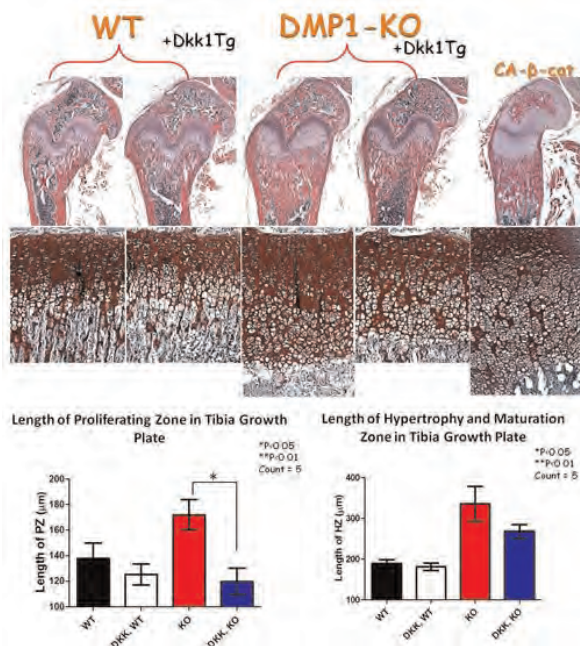 WT
+Dkk1Tg
DMP1-KO
+Dkk1Tg
CA-β-cat
Length of Proliferating Zone in Tibia Growth
Plate
*P<0 05
**P<0 01
Count = 5
Length of PZ (μm)
200
180
160
140
120
100
*
WT
DKK, WT
KO
DKK, KO
Length of Hypertrophy and Maturation
Zone in Tibia Growth Plate
*P<0 05
**P<0 01
Count = 5
Length of HZ (μm)
400
300
200
100
WT
DKK, WT
KO
DKK, KO